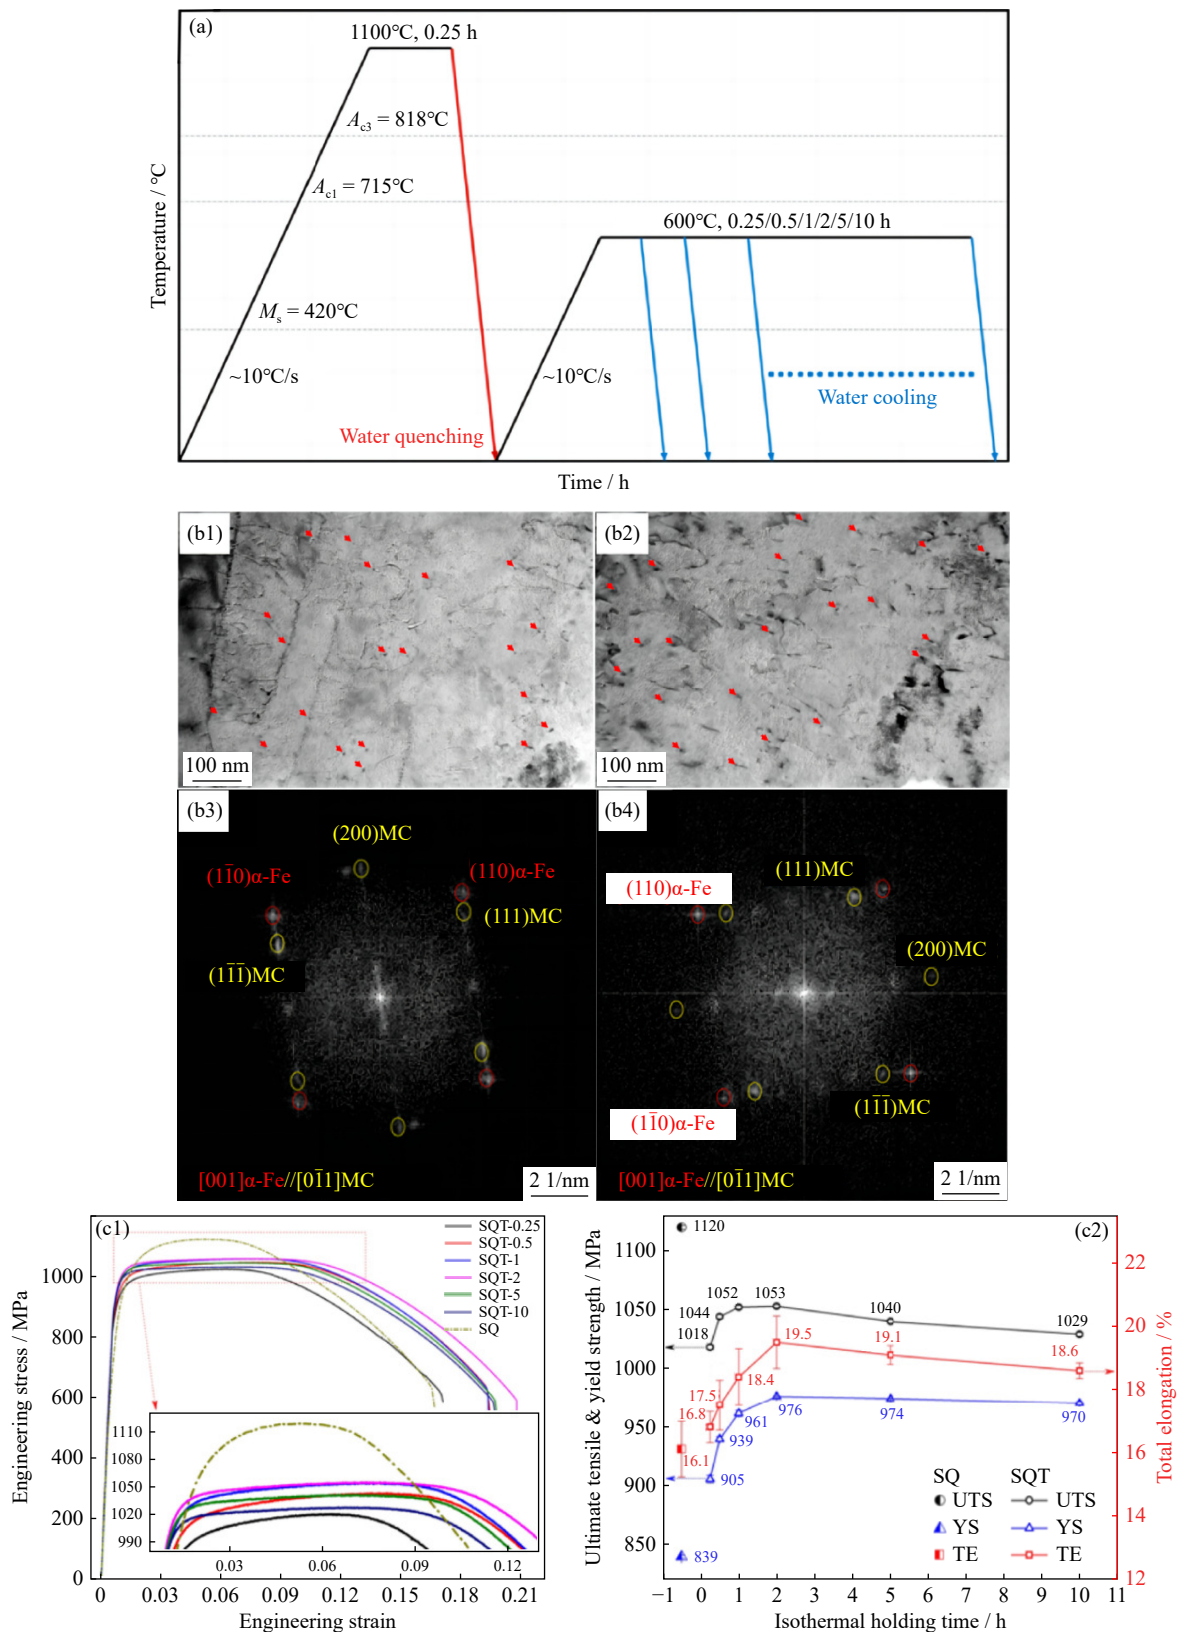 (a)
1100°C, 0.25 h
A_c3 = 818°C
A_c1 = 715°C
600°C, 0.25/0.5/1/2/5/10 h
M_s = 420°C
~10°C/s
~10°C/s
Water cooling
Water quenching
Temperature / °C
Time / h
(b1)
100 nm
(b2)
100 nm
(b3)
(200)MC
(11̅0)α-Fe
(110)α-Fe
(111)MC
(11̅1̅)MC
[001]α-Fe//[01̅1]MC
2 1/nm
(b4)
(111)MC
(110)α-Fe
(200)MC
(11̅1̅)MC
(11̅0)α-Fe
[001]α-Fe//[01̅1]MC
2 1/nm
(c1)
SQT-0.25
SQT-0.5
SQT-1
SQT-2
SQT-5
SQT-10
SQ
1000
800
600
400
200
0
Engineering stress / MPa
1110
1080
1050
1020
990
0.03
0.06
0.09
0.12
0
0.03
0.06
0.09
0.12
0.15
0.18
0.21
Engineering strain
(c2)
1120
1044
1052
1053
1040
1029
1018
19.5
19.1
18.6
18.4
17.5
16.8
16.1
976
974
970
961
939
905
839
SQ SQT
UTS UTS
YS YS
TE TE
1100
1050
1000
950
900
850
Ultimate tensile & yield strength / MPa
22
20
18
16
14
12
Total elongation / %
−1 0 1 2 3 4 5 6 7 8 9 10 11
Isothermal holding time / h